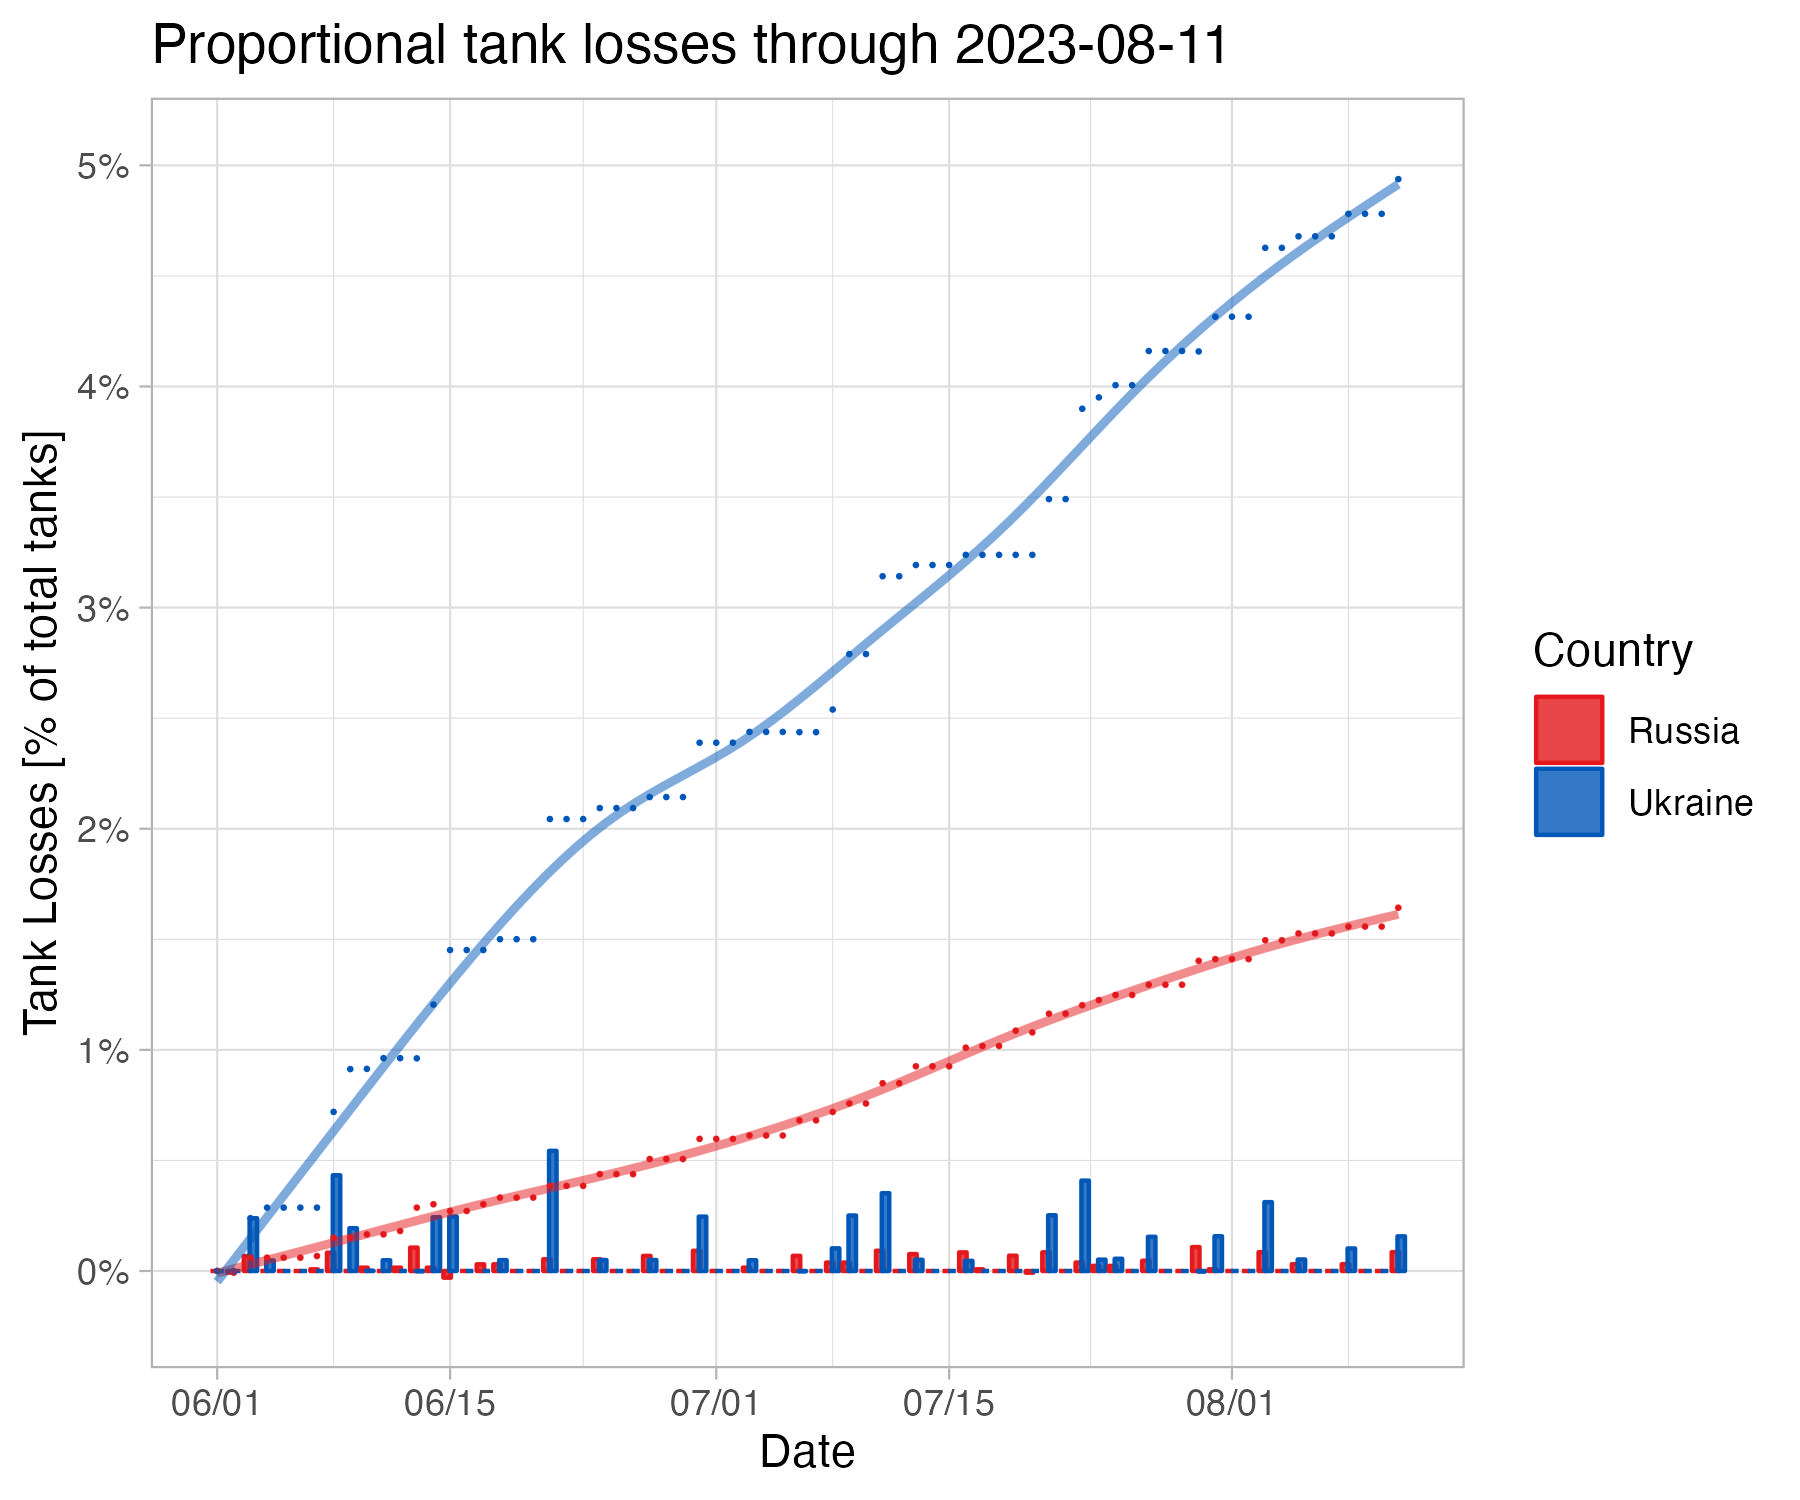 Proportional tank losses through 2023-08-11
Tank Losses [% of total tanks]
5%
4%
3%
2%
1%
0%
06/01
06/15
07/01
07/15
08/01
Date
Country
Russia
Ukraine